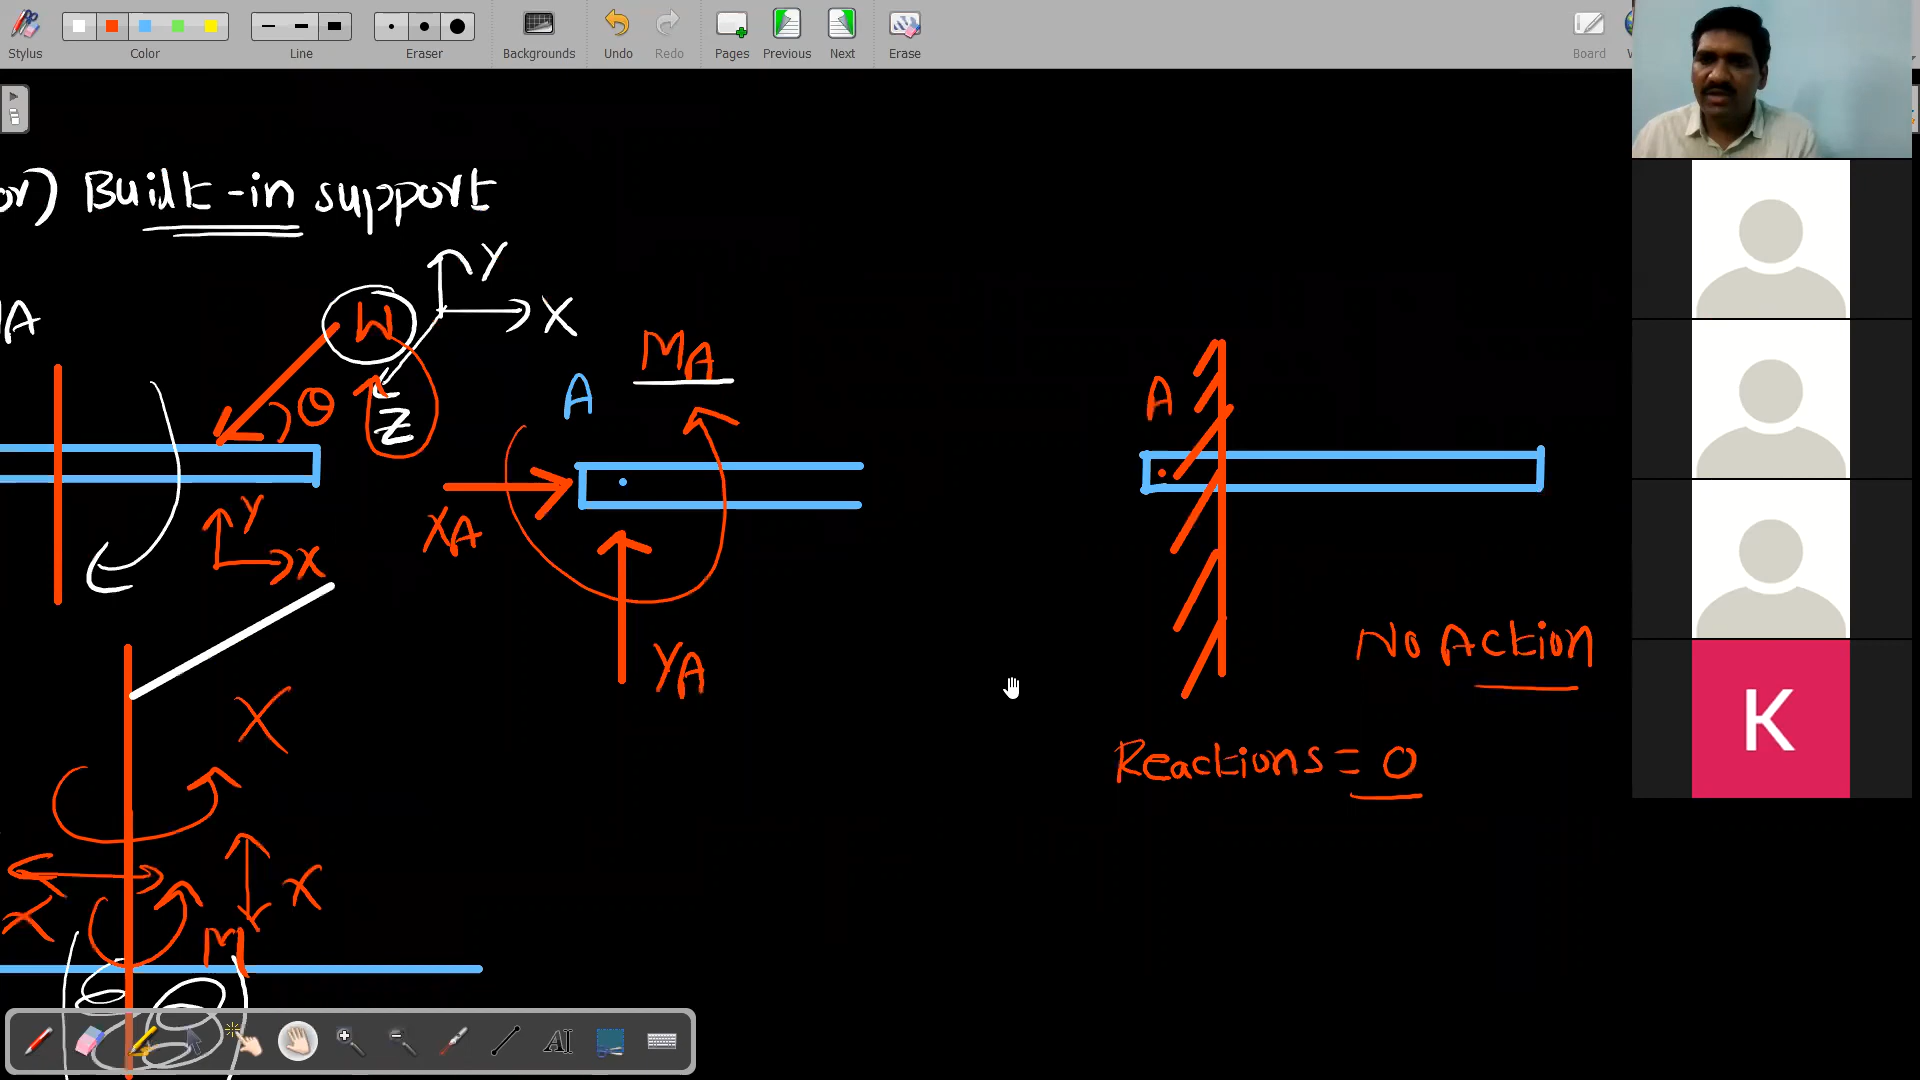 Stylus
Color
Line
Eraser
Backgrounds
Undo
Redo
Pages
Previous
Next
Erase
Board
or) Built-in support
Y
X
Z
A
W
θ
MA
A
XA
YA
Y
X
A
No Action
Reactions = 0
X
X
M
K
AI